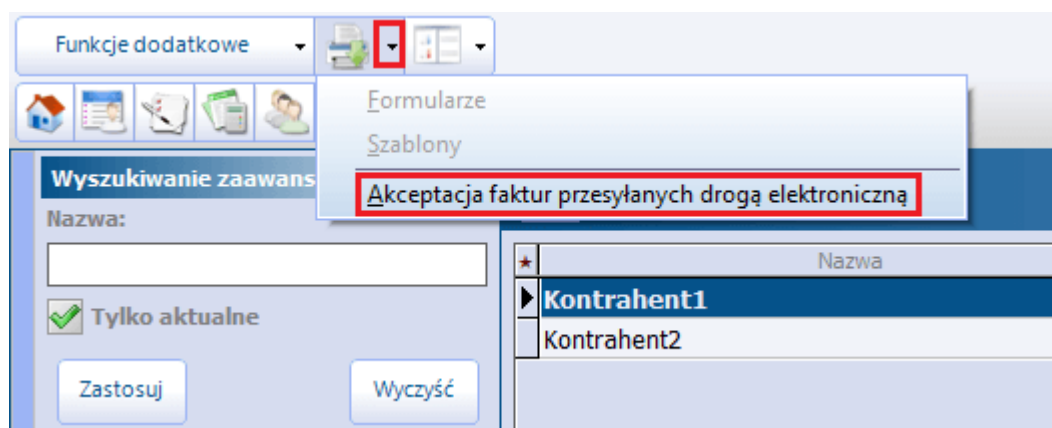 Funkcje dodatkowe
Formularze
Szablony
Akceptacja faktur przesyłanych drogą elektroniczną
Wyszukiwanie zaawans
Nazwa:
Nazwa
Tylko aktualne
Kontrahent1
Kontrahent2
Zastosuj
Wyczyść